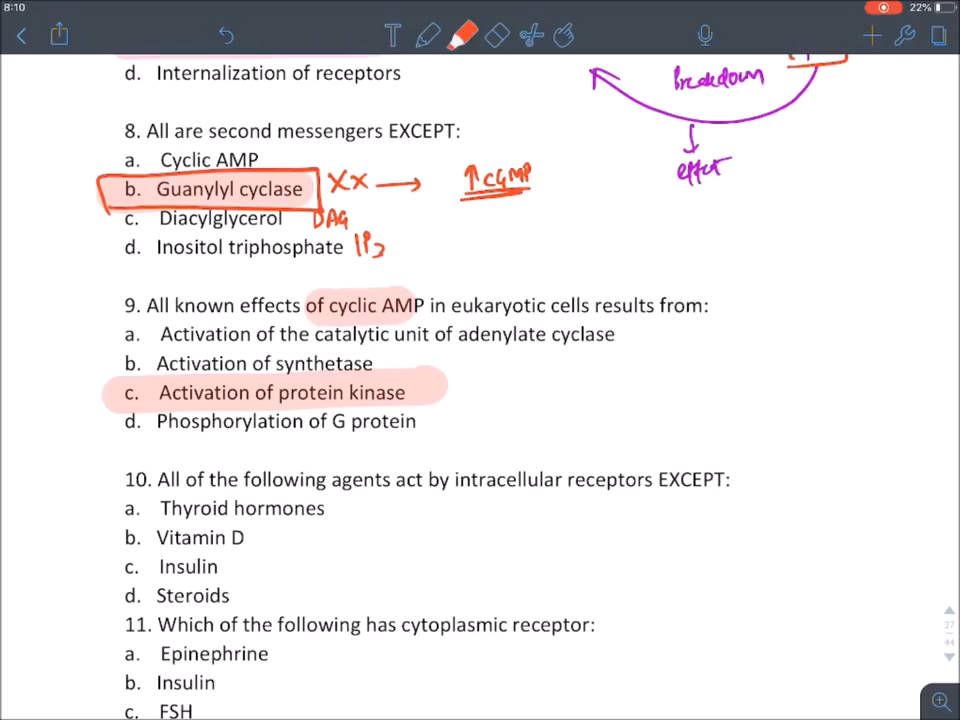 8:10
22%
T
d. Internalization of receptors
Breakdown
8. All are second messengers EXCEPT:
effect
a. Cyclic AMP
b. Guanylyl cyclase XX → ↑ cGMP
c. Diacylglycerol DAG
d. Inositol triphosphate IP3
9. All known effects of cyclic AMP in eukaryotic cells results from:
a. Activation of the catalytic unit of adenylate cyclase
b. Activation of synthetase
c. Activation of protein kinase
d. Phosphorylation of G protein
10. All of the following agents act by intracellular receptors EXCEPT:
a. Thyroid hormones
b. Vitamin D
c. Insulin
d. Steroids
11. Which of the following has cytoplasmic receptor:
27
44
a. Epinephrine
b. Insulin
c. FSH